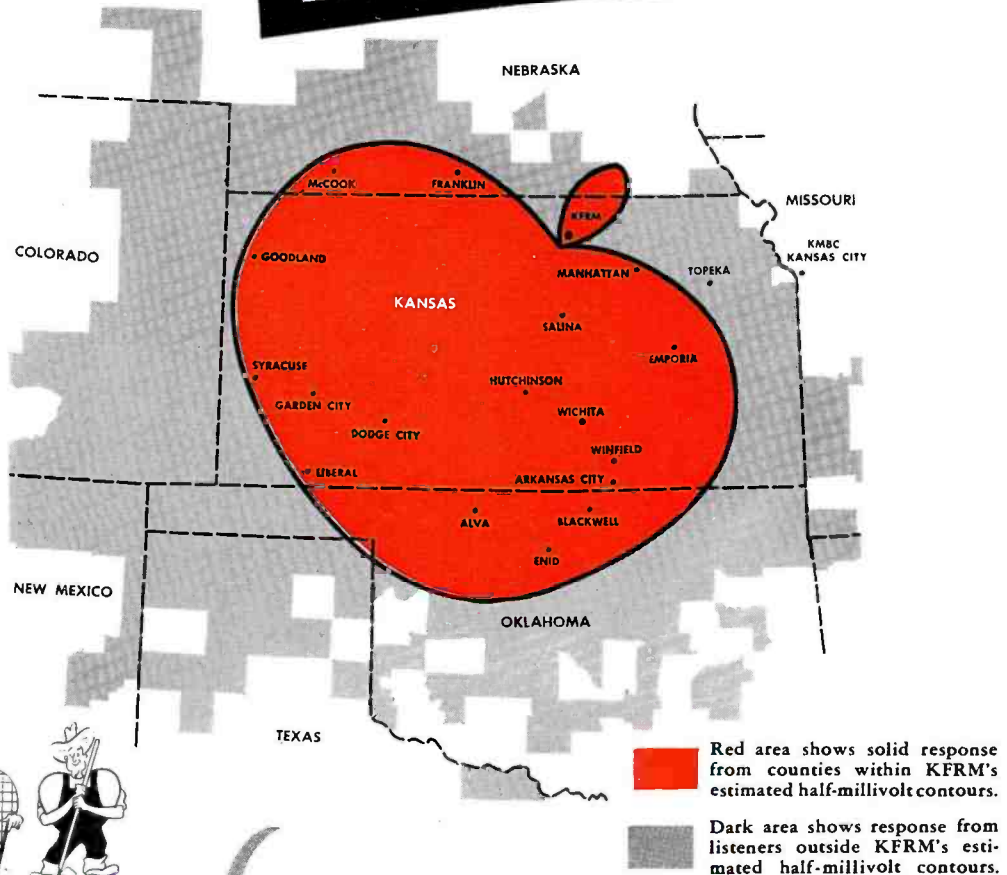 NEBRASKA
McCOOK
FRANKLIN
KFRM
MISSOURI
COLORADO
GOODLAND
MANHATTAN
TOPEKA
KMBC
KANSAS CITY
KANSAS
SALINA
EMPORIA
SYRACUSE
GARDEN CITY
HUTCHINSON
DODGE CITY
WICHITA
WINFIELD
LIBERAL
ARKANSAS CITY
ALVA
BLACKWELL
ENID
NEW MEXICO
OKLAHOMA
TEXAS
Red area shows solid response
from counties within KFRM's
estimated half-millivolt contours.
Dark area shows response from
listeners outside KFRM's esti-
mated half-millivolt contours.